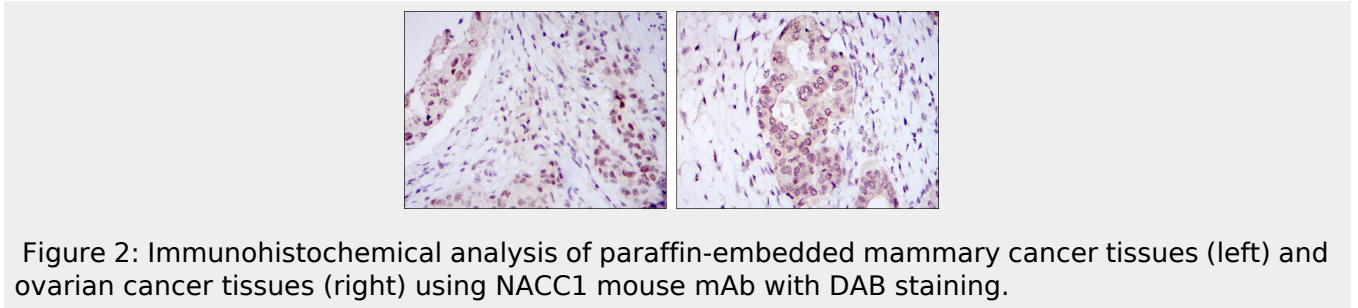 Figure 2: Immunohistochemical analysis of paraffin-embedded mammary cancer tissues (left) and
ovarian cancer tissues (right) using NACC1 mouse mAb with DAB staining.